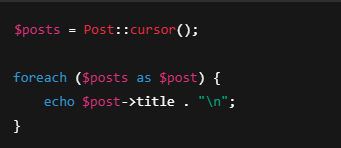 $posts = Post::cursor();
foreach ($posts as $post) {
    echo $post->title . "\n";
}